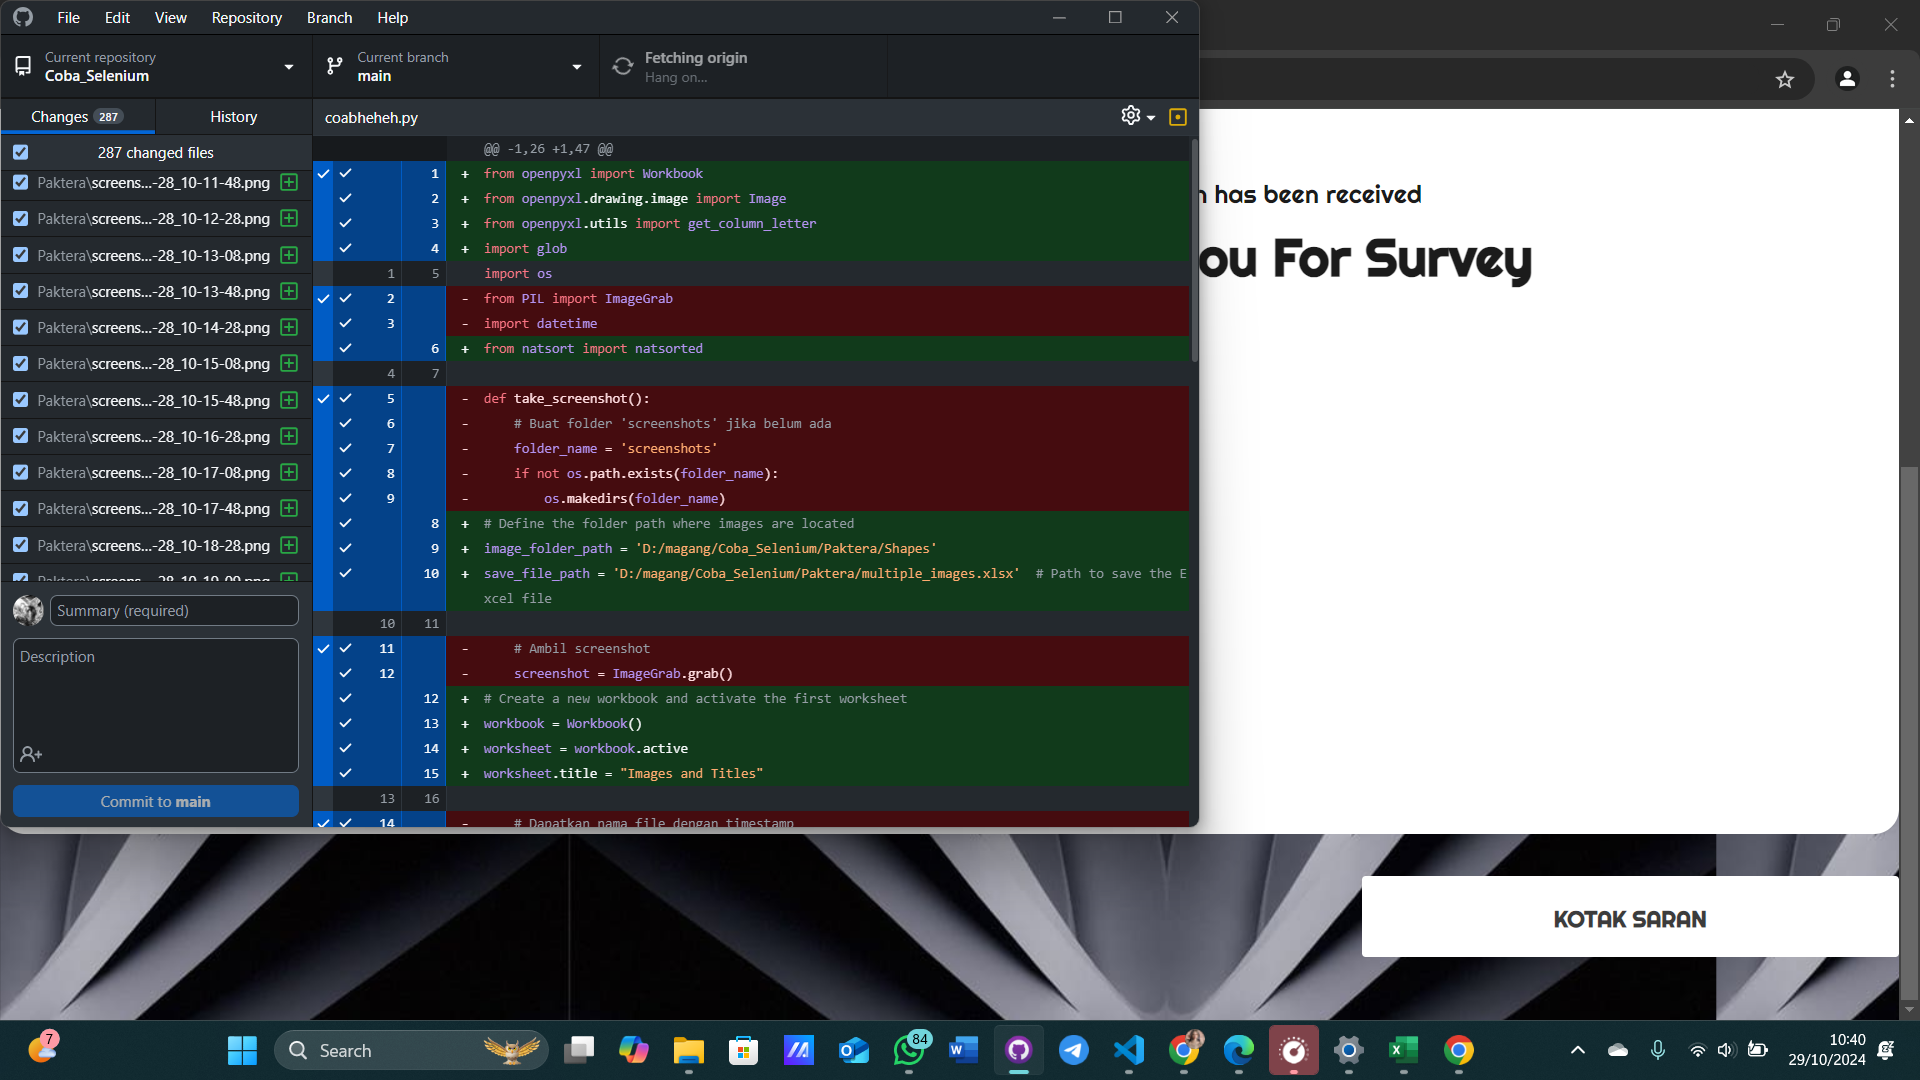 File Edit View Repository Branch Help
Current repository
Coba_Selenium
Current branch
main
Fetching origin
Hang on...
Changes 287
History
287 changed files
Paktera\screens...-28_10-11-48.png
Paktera\screens...-28_10-12-28.png
Paktera\screens...-28_10-13-08.png
Paktera\screens...-28_10-13-48.png
Paktera\screens...-28_10-14-28.png
Paktera\screens...-28_10-15-08.png
Paktera\screens...-28_10-15-48.png
Paktera\screens...-28_10-16-28.png
Paktera\screens...-28_10-17-08.png
Paktera\screens...-28_10-17-48.png
Paktera\screens...-28_10-18-28.png
Summary (required)
Description
Commit to main
coabheheh.py
@@ -1,26 +1,47 @@
1 + from openpyxl import Workbook
2 + from openpyxl.drawing.image import Image
3 + from openpyxl.utils import get_column_letter
4 + import glob
1 5 import os
2 - from PIL import ImageGrab
3 - import datetime
6 + from natsort import natsorted
4 7
5 - def take_screenshot():
6 - # Buat folder 'screenshots' jika belum ada
7 - folder_name = 'screenshots'
8 - if not os.path.exists(folder_name):
9 - os.makedirs(folder_name)
8 + # Define the folder path where images are located
9 + image_folder_path = 'D:/magang/Coba_Selenium/Paktera/Shapes'
10 + save_file_path = 'D:/magang/Coba_Selenium/Paktera/multiple_images.xlsx' # Path to save the E
xcel file
10 11
11 - # Ambil screenshot
12 - screenshot = ImageGrab.grab()
12 + # Create a new workbook and activate the first worksheet
13 + workbook = Workbook()
14 + worksheet = workbook.active
15 + worksheet.title = "Images and Titles"
13 16
14 - # Danatkan nama file dengan timestamp
has been received
ou For Survey
KOTAK SARAN
7
Search
84
10:40
29/10/2024